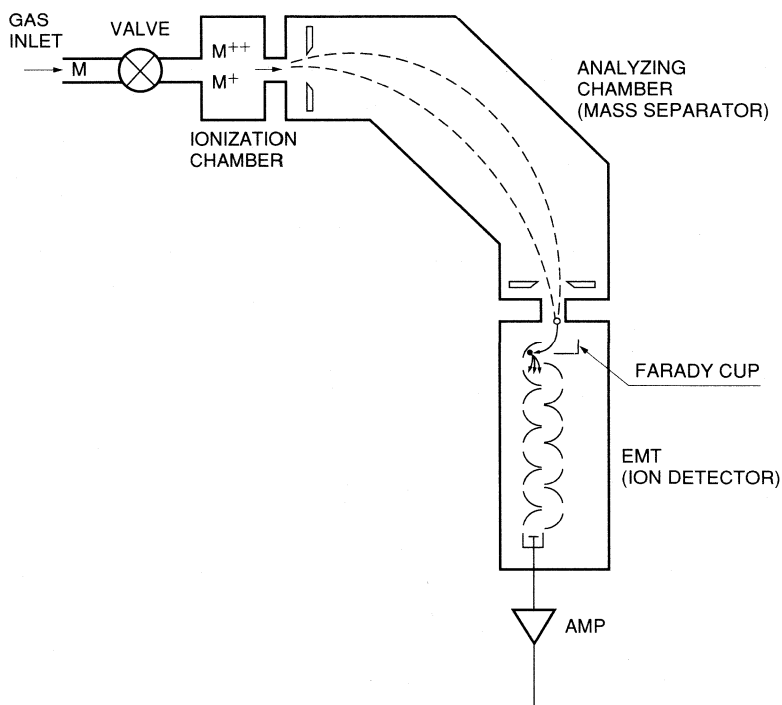 GAS
INLET
VALVE
M
M++
M+
IONIZATION
CHAMBER
ANALYZING
CHAMBER
(MASS SEPARATOR)
FARADY CUP
EMT
(ION DETECTOR)
AMP